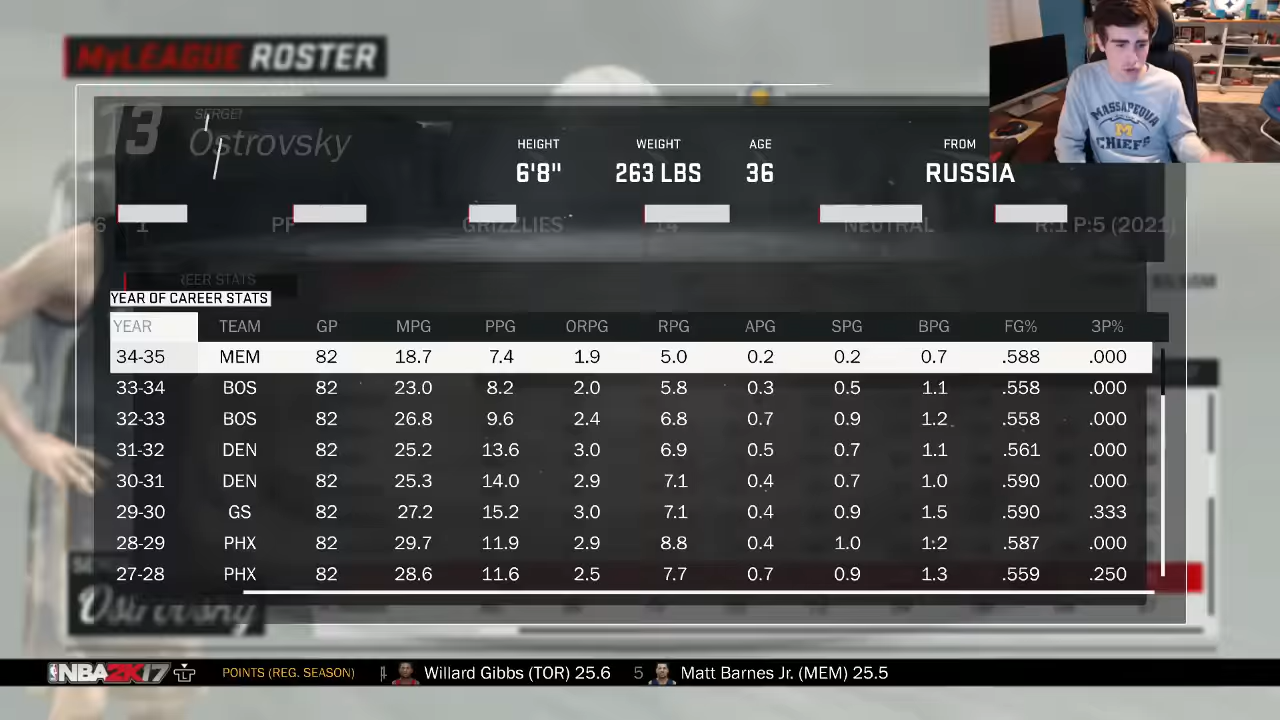 MyLEAGUE ROSTER
13 SERGEI
Ostrovsky
HEIGHT WEIGHT AGE FROM
6'8" 263 LBS 36 RUSSIA
PF GRIZZLIES 14 NEUTRAL R:1 P:5 (2021)
YEAR OF CAREER STATS
YEAR TEAM GP MPG PPG ORPG RPG APG SPG BPG FG% 3P%
34-35 MEM 82 18.7 7.4 1.9 5.0 0.2 0.2 0.7 .588 .000
33-34 BOS 82 23.0 8.2 2.0 5.8 0.3 0.5 1.1 .558 .000
32-33 BOS 82 26.8 9.6 2.4 6.8 0.7 0.9 1.2 .558 .000
31-32 DEN 82 25.2 13.6 3.0 6.9 0.5 0.7 1.1 .561 .000
30-31 DEN 82 25.3 14.0 2.9 7.1 0.4 0.7 1.0 .590 .000
29-30 GS 82 27.2 15.2 3.0 7.1 0.4 0.9 1.5 .590 .333
28-29 PHX 82 29.7 11.9 2.9 8.8 0.4 1.0 1.2 .587 .000
27-28 PHX 82 28.6 11.6 2.5 7.7 0.7 0.9 1.3 .559 .250
Ostrovsky
NBA2K17 POINTS (REG. SEASON) Willard Gibbs (TOR) 25.6 5 Matt Barnes Jr. (MEM) 25.5
MASSAPEQUA
M
CHIEFS